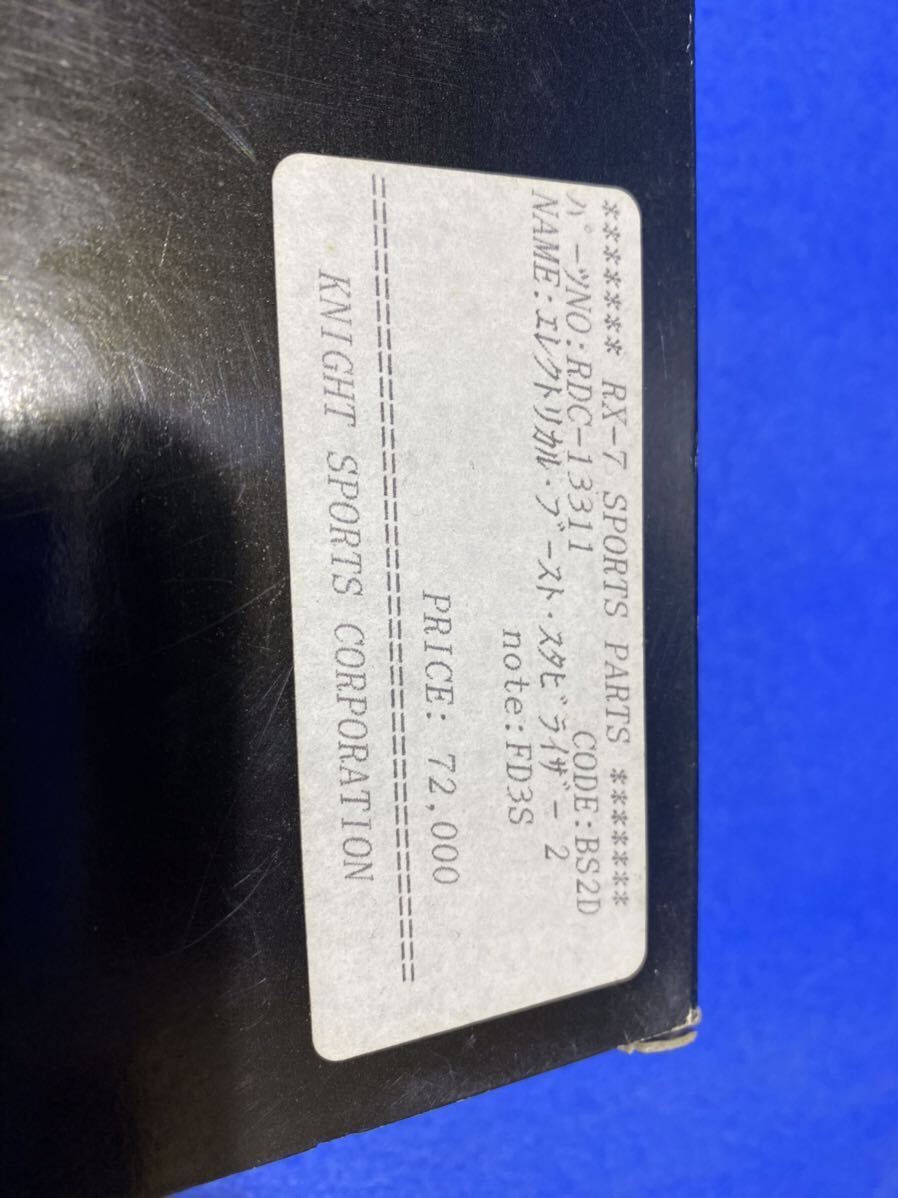 ******* RX-7 SPORTS PARTS *******
ﾊﾟｰﾂNO:RDC-13311 CODE:BS2D
NAME:ｴﾚｸﾄﾘｶﾙ･ﾌﾞｰｽﾄ･ｽﾀﾋﾞﾗｲｻﾞｰ 2
note:FD3S
PRICE: 72,000
==================================
KNIGHT SPORTS CORPORATION